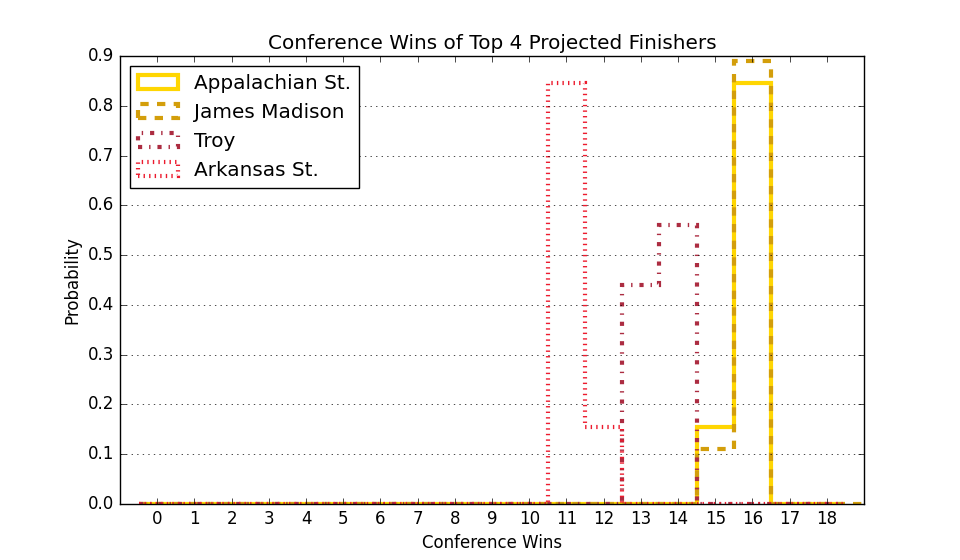 Conference Wins of Top 4 Projected Finishers
Appalachian St.
James Madison
Troy
Arkansas St.
0.9
0.8
0.7
0.6
0.5
0.4
0.3
0.2
0.1
0.0
Probability
0 1 2 3 4 5 6 7 8 9 10 11 12 13 14 15 16 17 18
Conference Wins